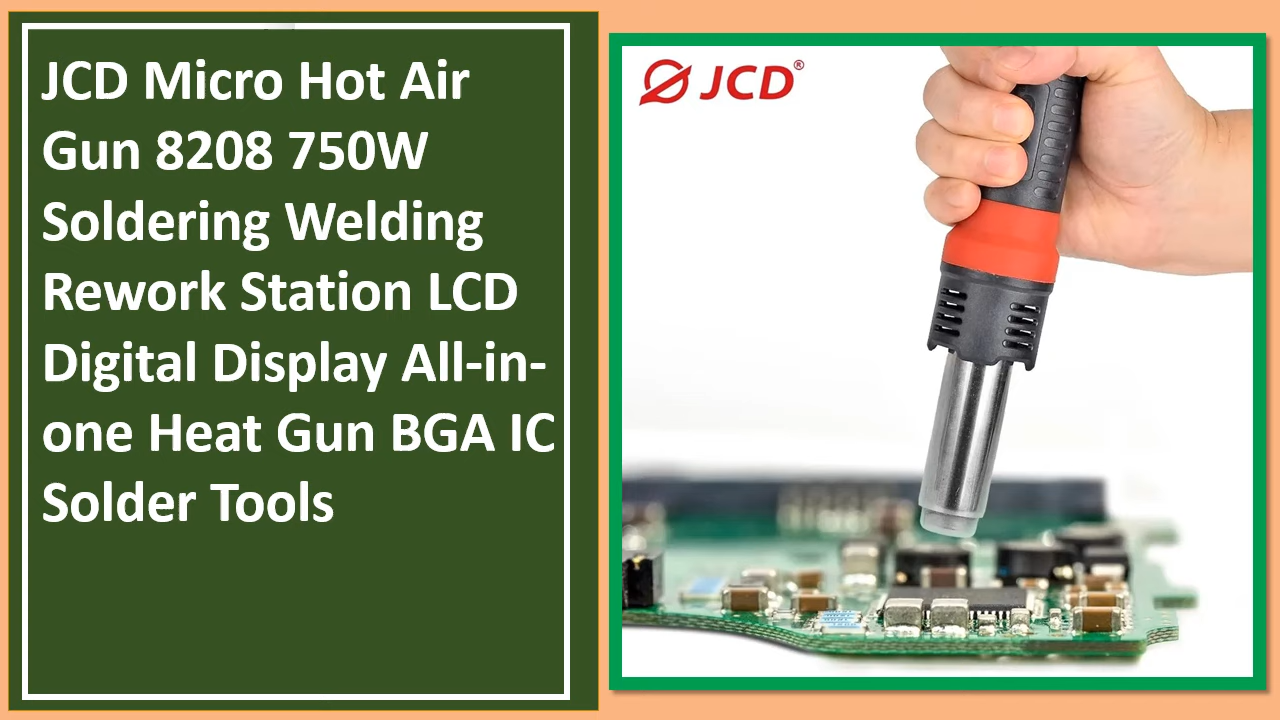 JCD Micro Hot Air
Gun 8208 750W
Soldering Welding
Rework Station LCD
Digital Display All-in-
one Heat Gun BGA IC
Solder Tools
JCD®